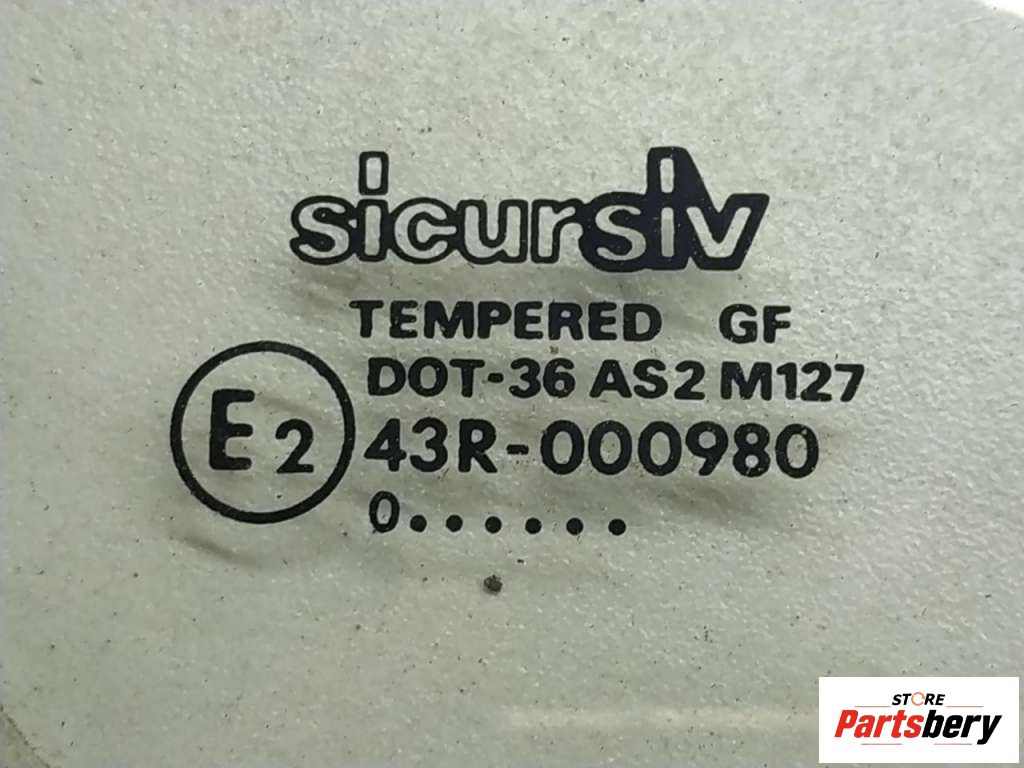 sicursiv
TEMPERED GF
DOT-36 AS2 M127
E2 43R-000980
0......
STORE
Partsbery